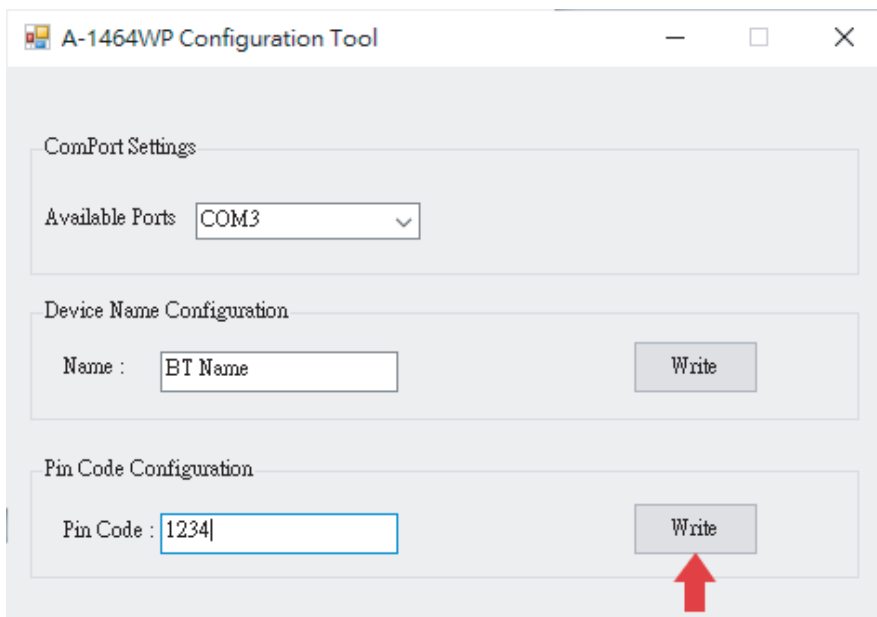 A-1464WP Configuration Tool
ComPort Settings
Available Ports COM3
Device Name Configuration
Name : BT Name Write
Pin Code Configuration
Pin Code : 1234 Write